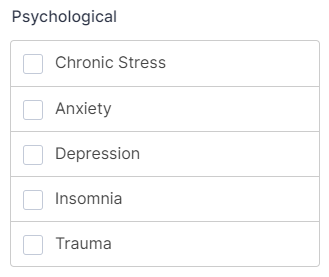 Psychological
Chronic Stress
Anxiety
Depression
Insomnia
Trauma